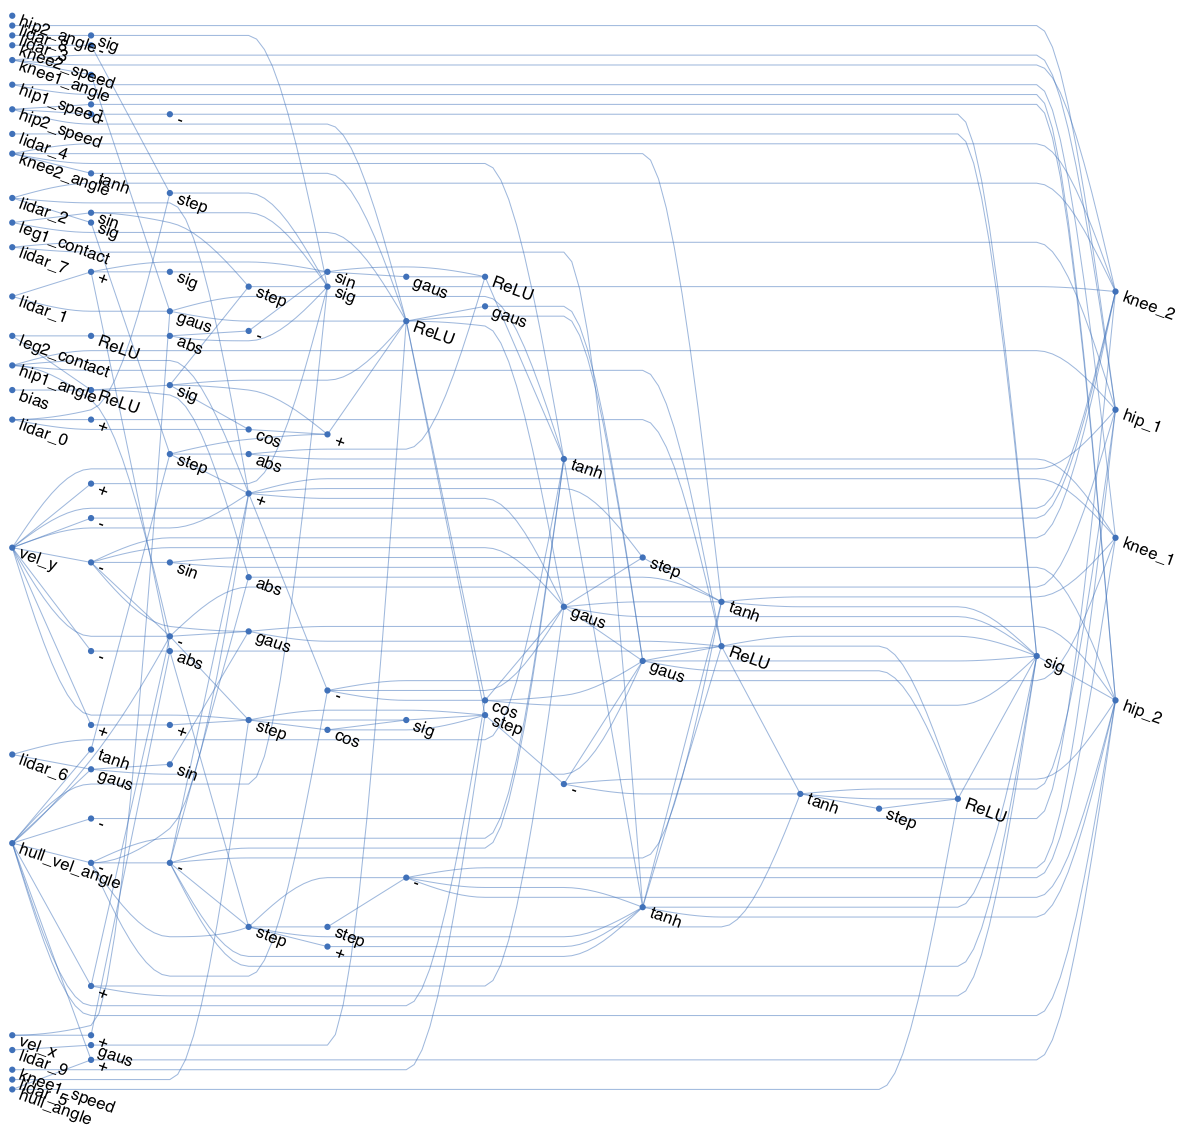 hip2_angle
lidar_8
lidar_3
knee2_speed
knee1_angle
hip1_speed
hip2_speed
lidar_4
knee2_angle
lidar_2
leg1_contact
lidar_7
lidar_1
leg2_contact
hip1_angle
bias
lidar_0
vel_y
lidar_6
hull_vel_angle
vel_x
lidar_9
knee1_speed
lidar_5
hull_angle
sig
-
-
-
tanh
sin
sig
+
ReLU
ReLU
+
+
-
-
-
+
tanh
gaus
-
-
+
+
gaus
+
-
step
sig
gaus
abs
sig
step
sin
-
abs
+
sin
-
step
-
cos
abs
+
abs
gaus
step
step
sin
sig
+
-
cos
step
+
gaus
ReLU
sig
-
ReLU
gaus
cos
step
tanh
gaus
-
step
gaus
tanh
tanh
ReLU
tanh
step
ReLU
sig
knee_2
hip_1
knee_1
hip_2